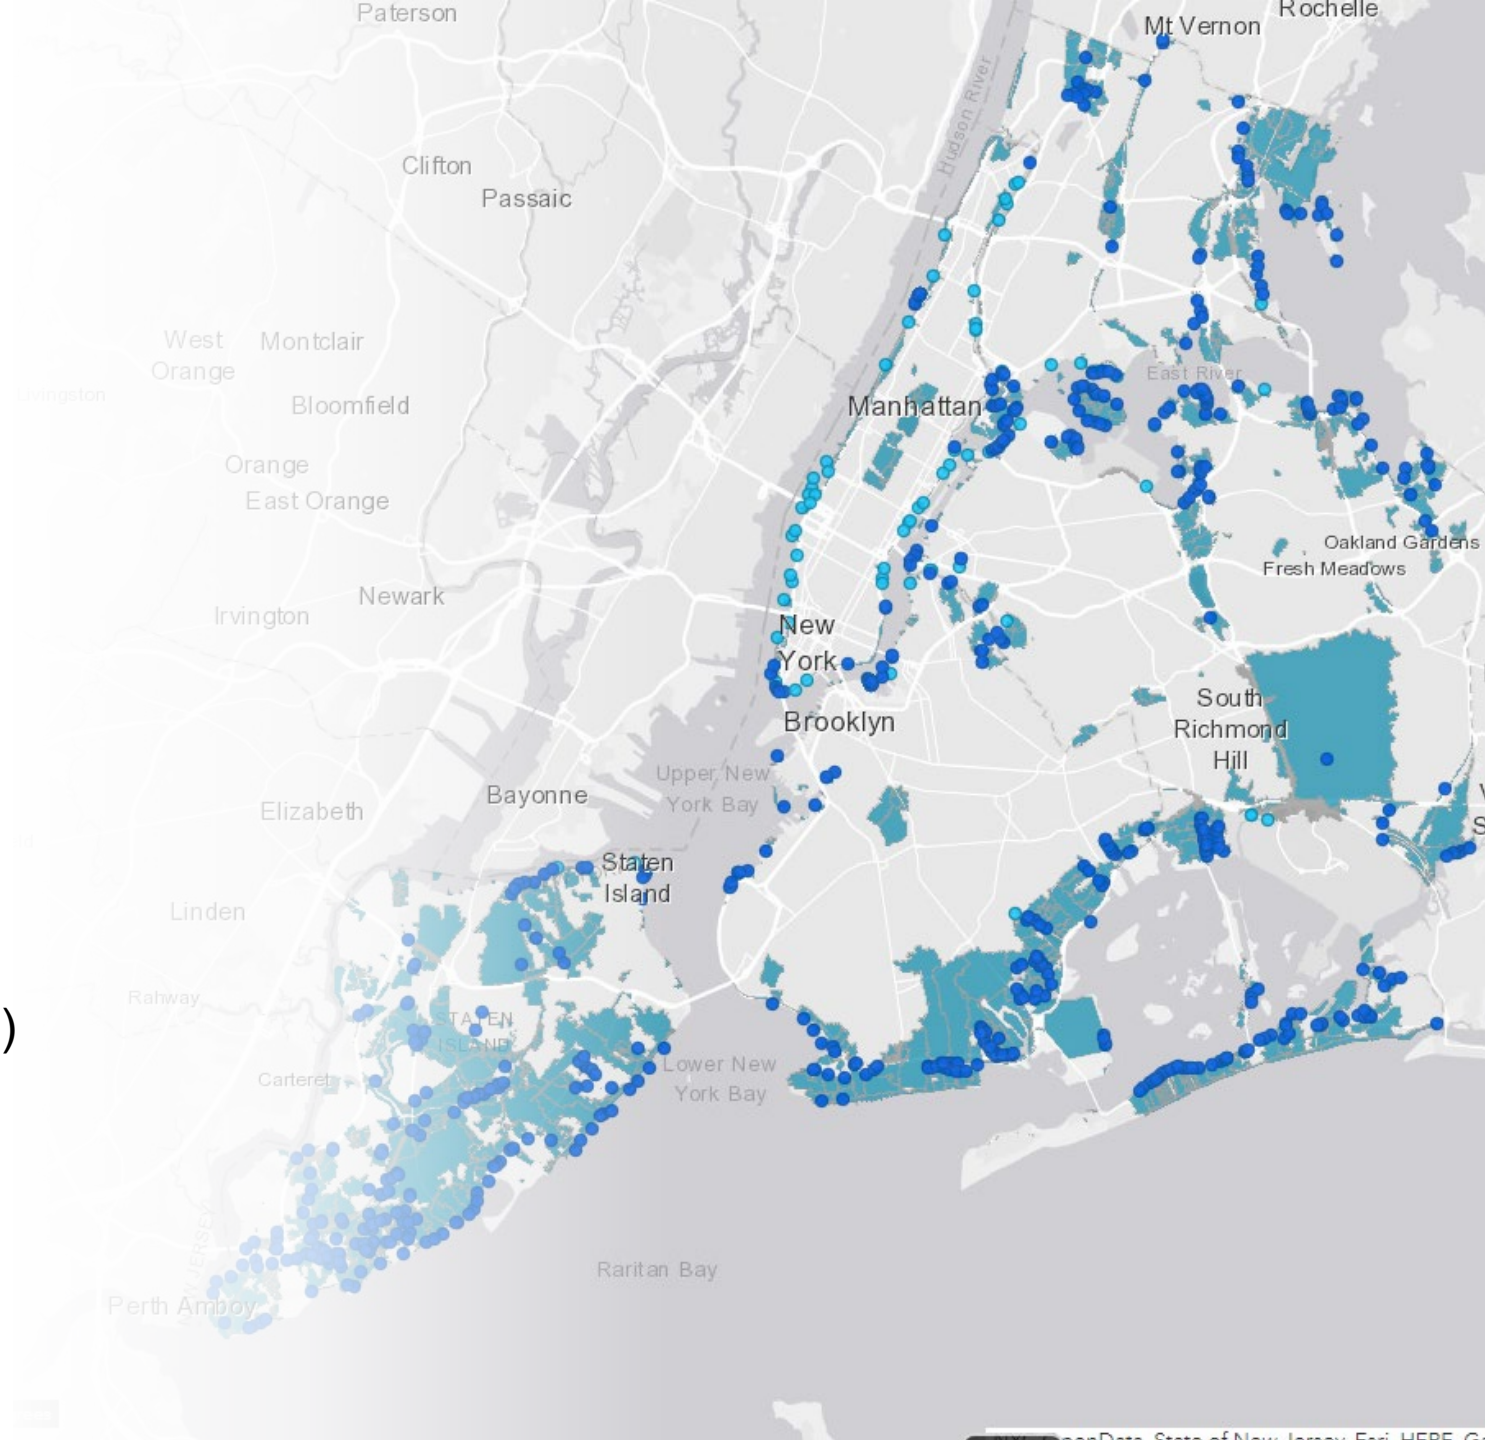 Paterson
Rochelle
Mt Vernon
Hudson River
Clifton
Passaic
West
Orange
Montclair
East River
Bloomfield
Manhattan
Orange
East Orange
Oakland Gardens
Fresh Meadows
Newark
Irvington
New
York
South
Richmond
Hill
Brooklyn
Upper New
York Bay
Bayonne
Elizabeth
Staten
Island
Linden
Rahway
)
STATEN
ISLAND
Lower New
York Bay
Carteret
NEW JERSEY
Raritan Bay
Perth Amboy